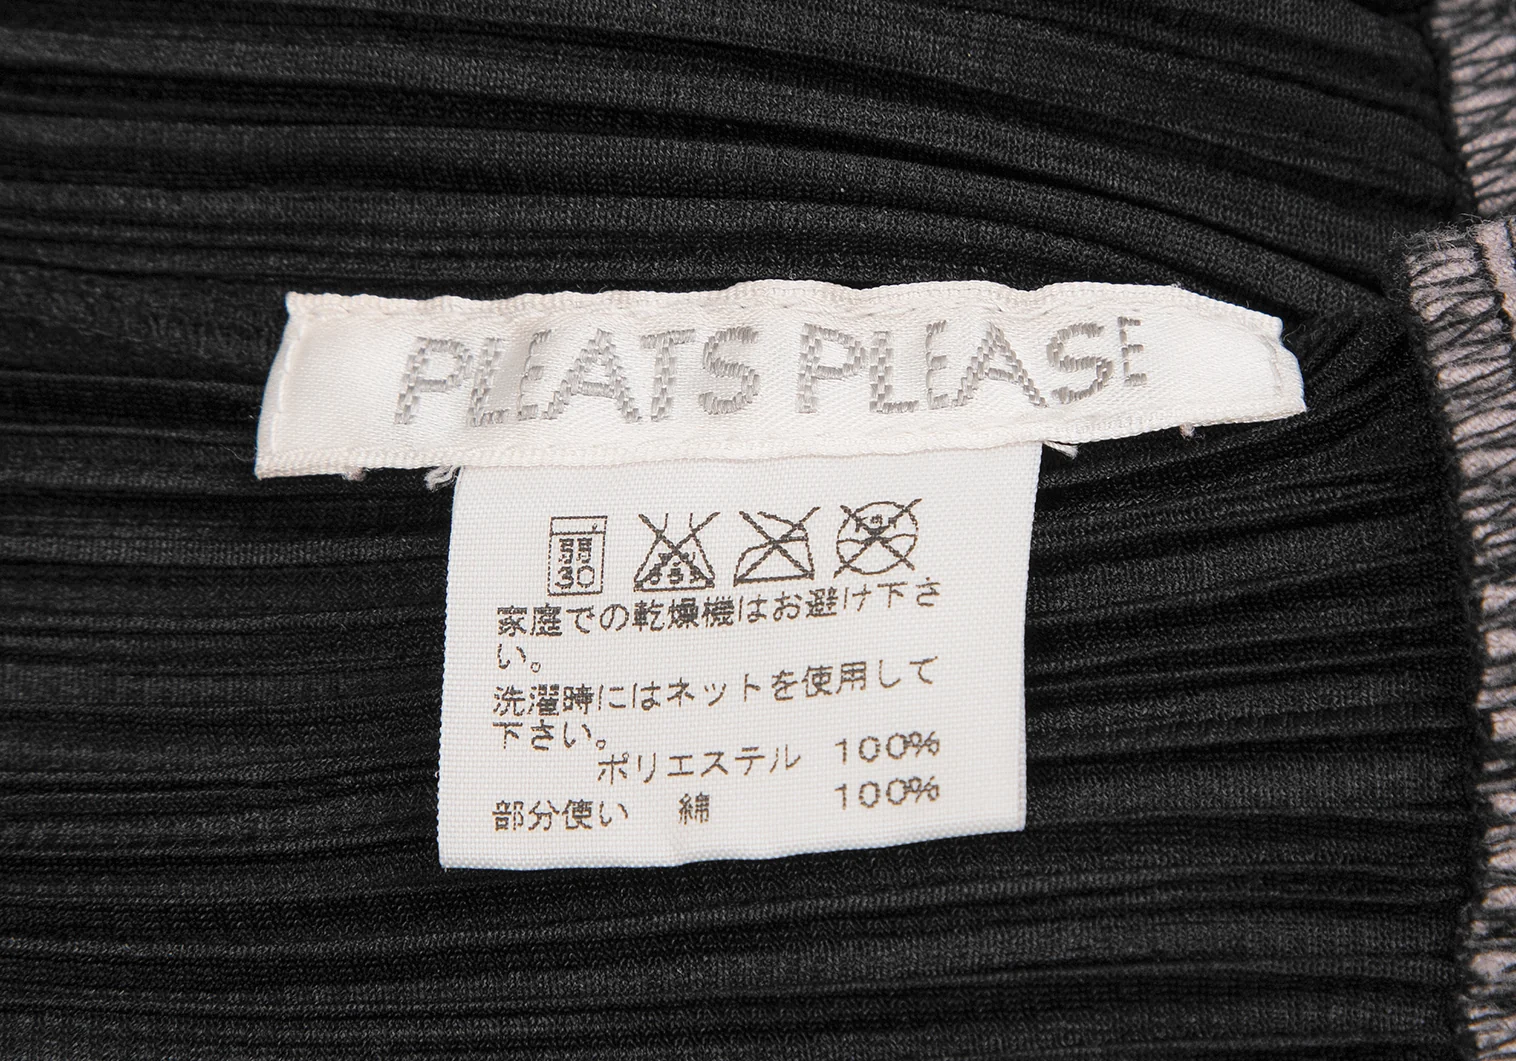 PLEATS PLEASE
弱
30
家庭での乾燥機はお避け下さ
い。
洗濯時にはネットを使用して
下さい。
ポリエステル 100%
部分使い 綿 100%